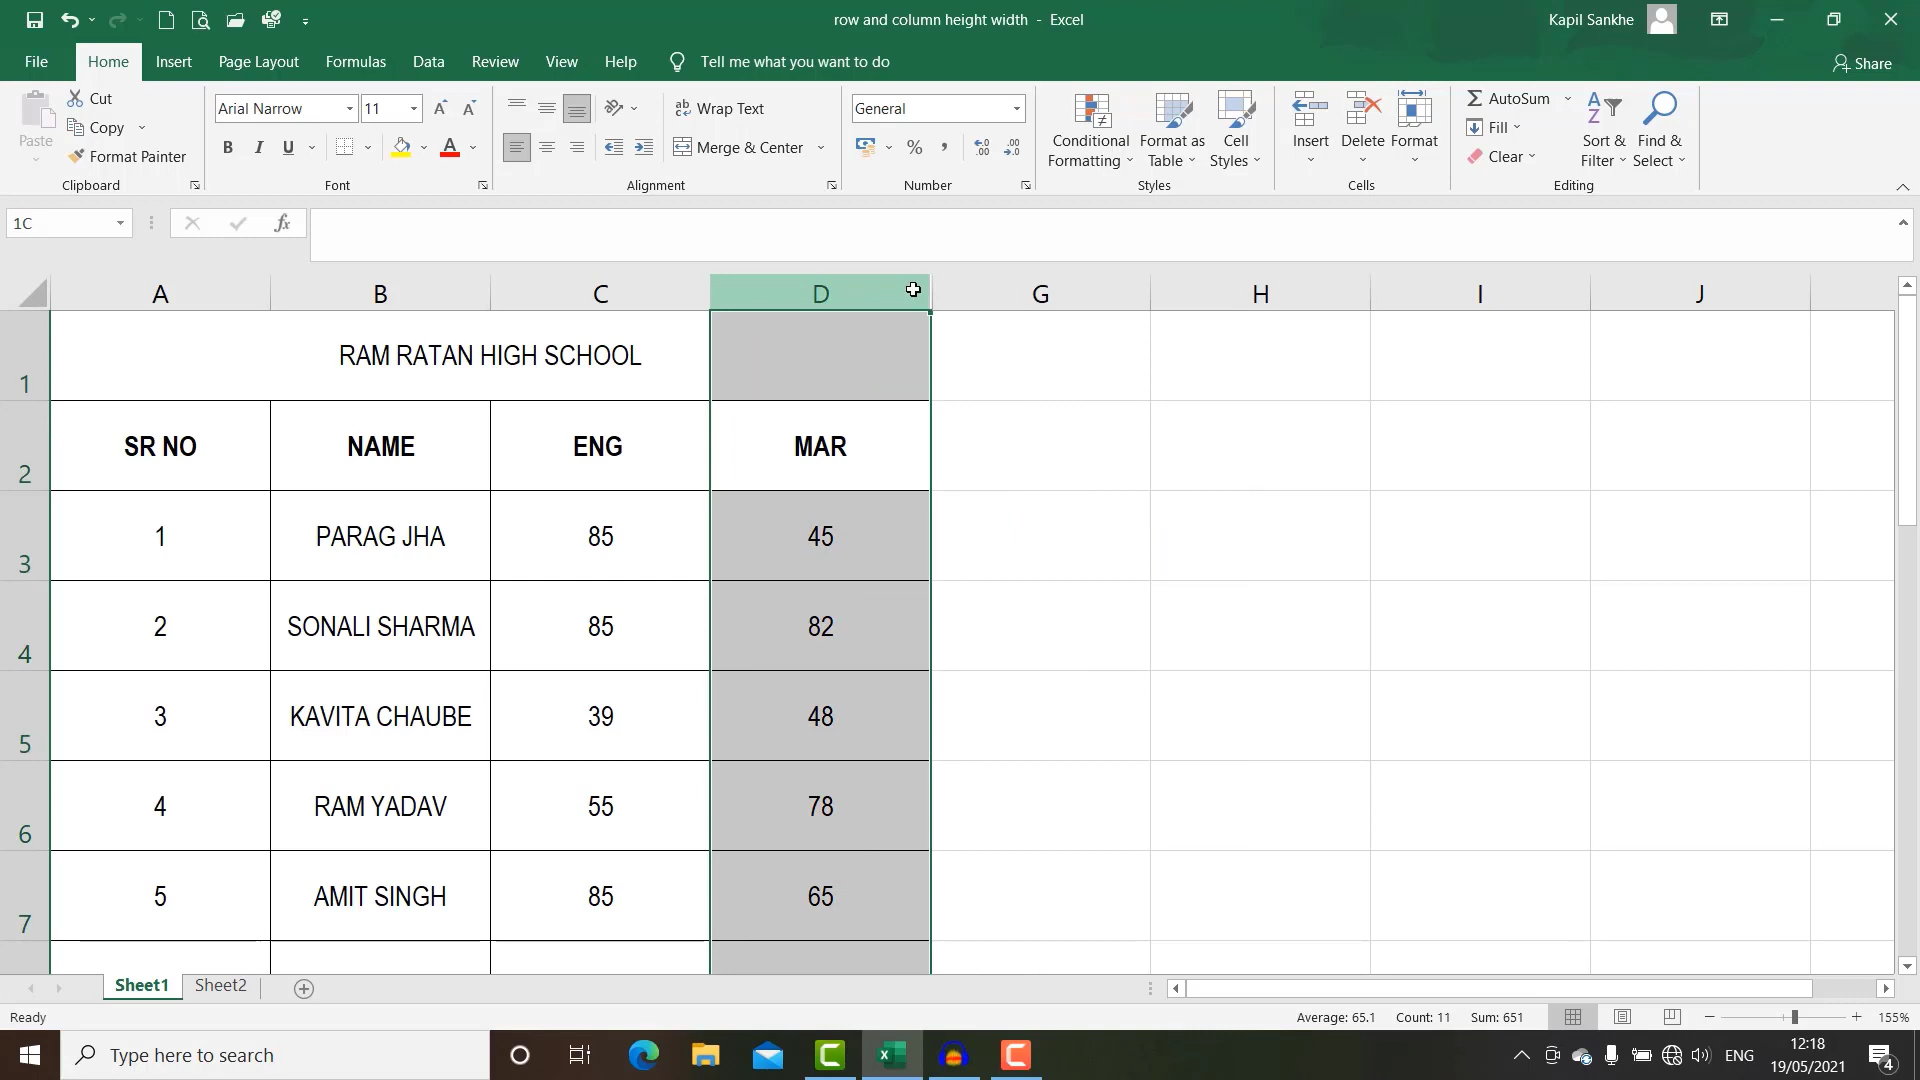 row and column height width - Excel
Kapil Sankhe
File Home Insert Page Layout Formulas Data Review View Help Tell me what you want to do
Share
Paste
Cut
Copy
Format Painter
Clipboard
Arial Narrow 11
B I U
Font
Wrap Text
Merge & Center
Alignment
General
Number
Conditional Formatting
Format as Table
Cell Styles
Styles
Insert Delete Format
Cells
AutoSum
Fill
Clear
Sort & Filter
Find & Select
Editing
1C
fx
A B C D G H I J
1 RAM RATAN HIGH SCHOOL
2 SR NO NAME ENG MAR
3 1 PARAG JHA 85 45
4 2 SONALI SHARMA 85 82
5 3 KAVITA CHAUBE 39 48
6 4 RAM YADAV 55 78
7 5 AMIT SINGH 85 65
Sheet1 Sheet2
Ready
Average: 65.1 Count: 11 Sum: 651
155%
Type here to search
ENG
12:18
19/05/2021
4